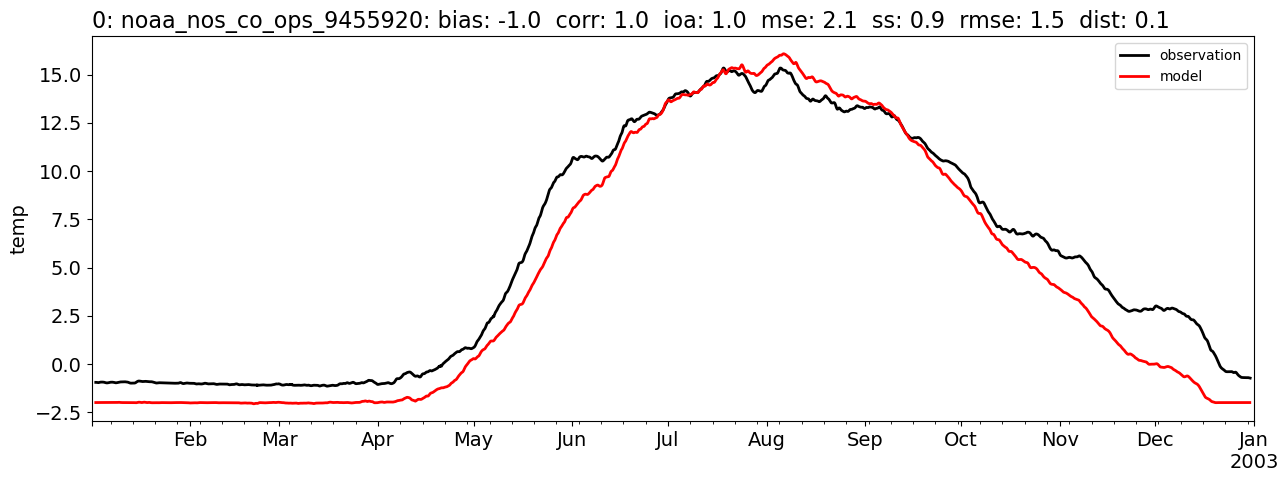 0: noaa_nos_co_ops_9455920: bias: -1.0 corr: 1.0 ioa: 1.0 mse: 2.1 ss: 0.9 rmse: 1.5 dist: 0.1
observation
model
temp
15.0
12.5
10.0
7.5
5.0
2.5
0.0
−2.5
Feb Mar Apr May Jun Jul Aug Sep Oct Nov Dec Jan
2003